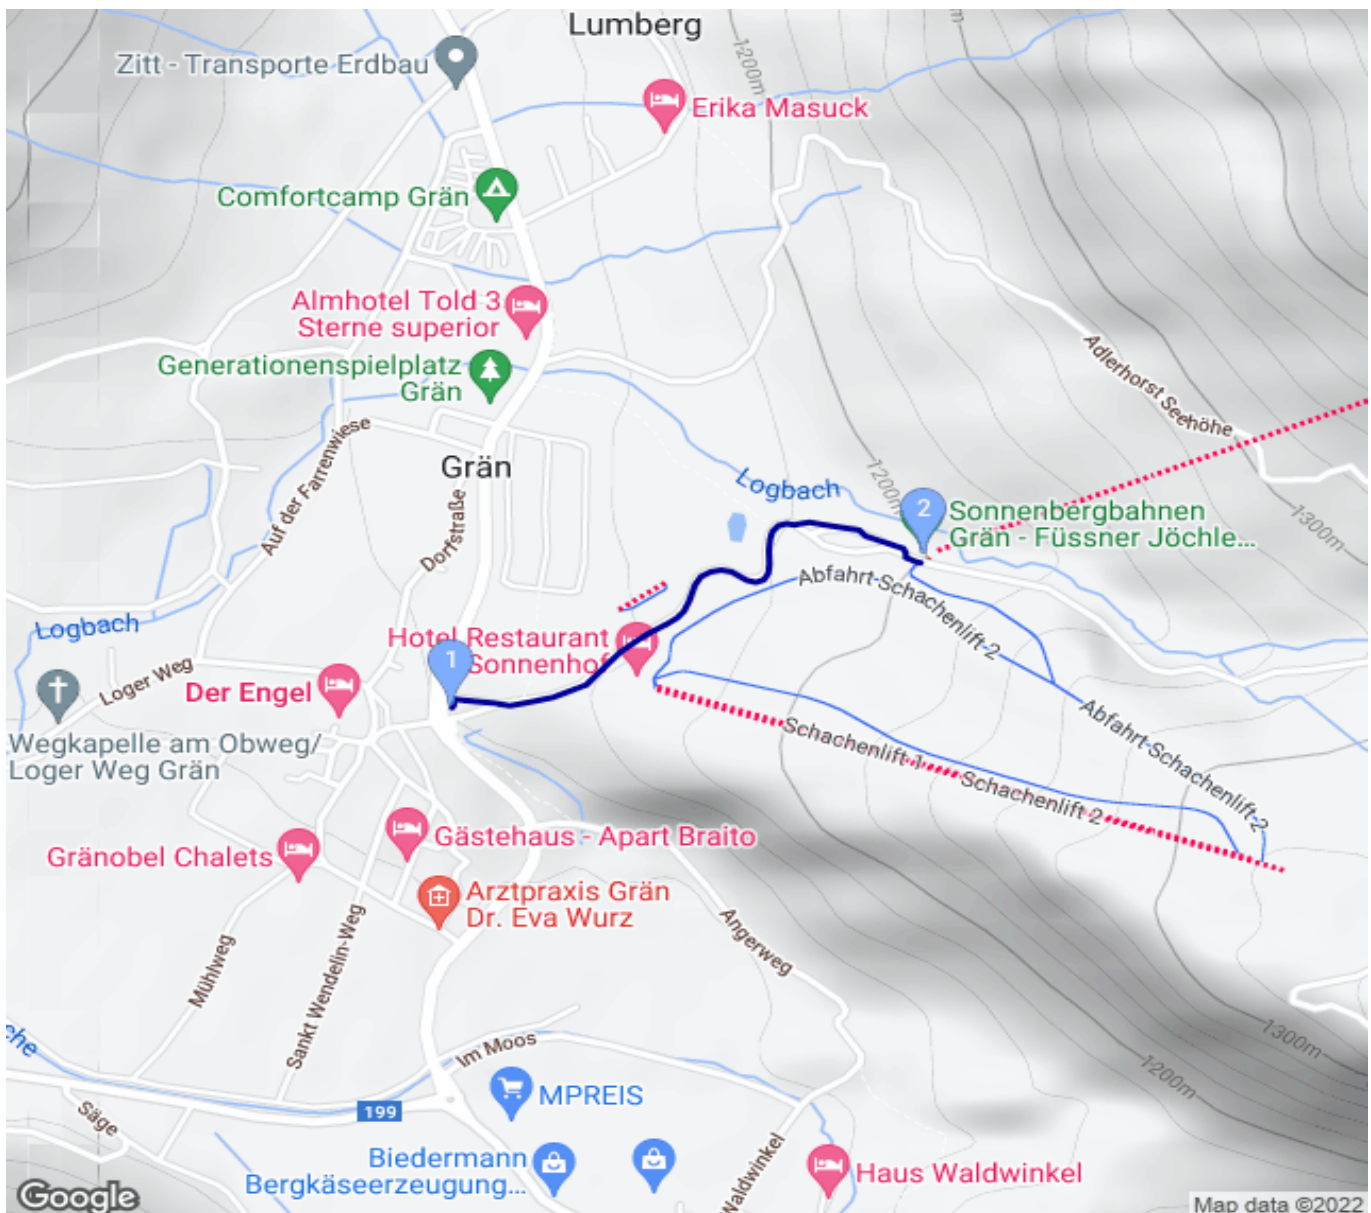 Lumberg
Zitt - Transporte Erdbau
1200m
Erika Masuck
Comfortcamp Grän
Almhotel Told 3
Sterne superior
Generationenspielplatz
Grän
Adlerhorst Seehöhe
Auf der Farrenwiese
Grän
Dorfstraße
Logbach
1200m
2
Sonnenbergbahnen
Grän - Füssner Jöchle...
1300m
Abfahrt Schachenlift 2
Logbach
Hotel Restaurant
Sonnenhof
1
Loger Weg
Der Engel
Wegkapelle am Obweg/
Loger Weg Grän
Schachenlift 1
Schachenlift 2
Abfahrt Schachenlift 2
Gästehaus - Apart Braito
Gränobel Chalets
Arztpraxis Grän
Dr. Eva Wurz
Angerweg
Mühlweg
Sankt Wendelin-Weg
che
Im Moos
1300m
1200m
MPREIS
199
Säge
Biedermann
Bergkäseerzeugung...
Waldwinkel
Haus Waldwinkel
Google
Map data ©2022